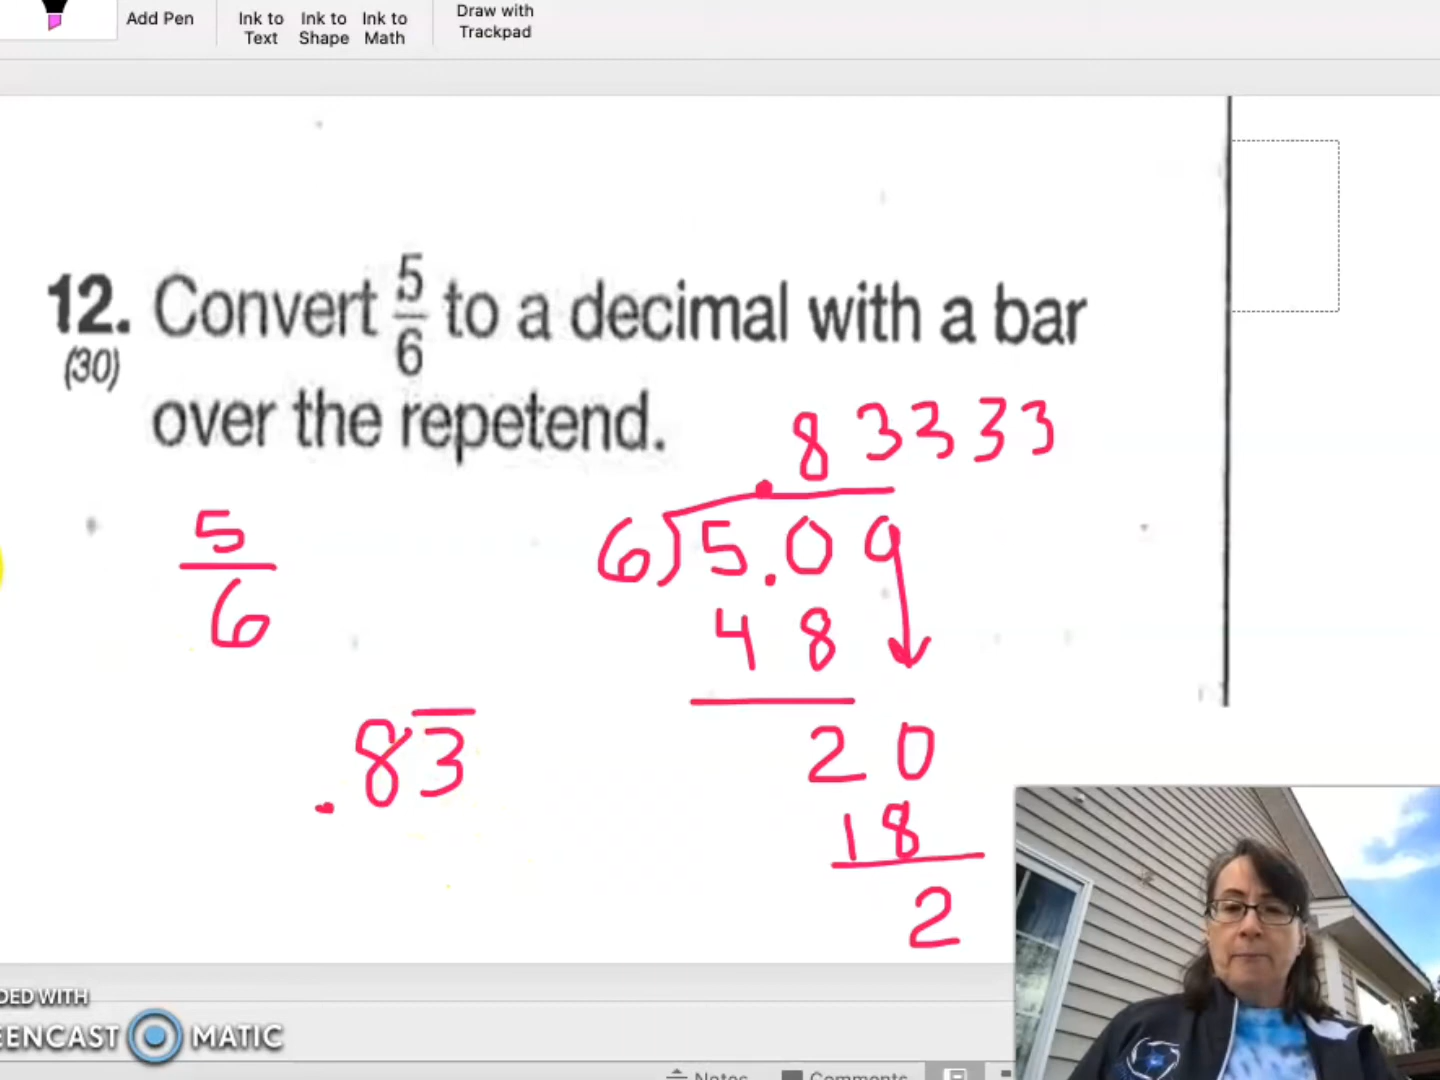 Add Pen
Ink to Text
Ink to Shape
Ink to Math
Draw with Trackpad
12. Convert 5/6 to a decimal with a bar
(30)
over the repetend.
.83333
6)5.00
5/6
48
20
.83̅
18
2
MATIC
Notes
Comments